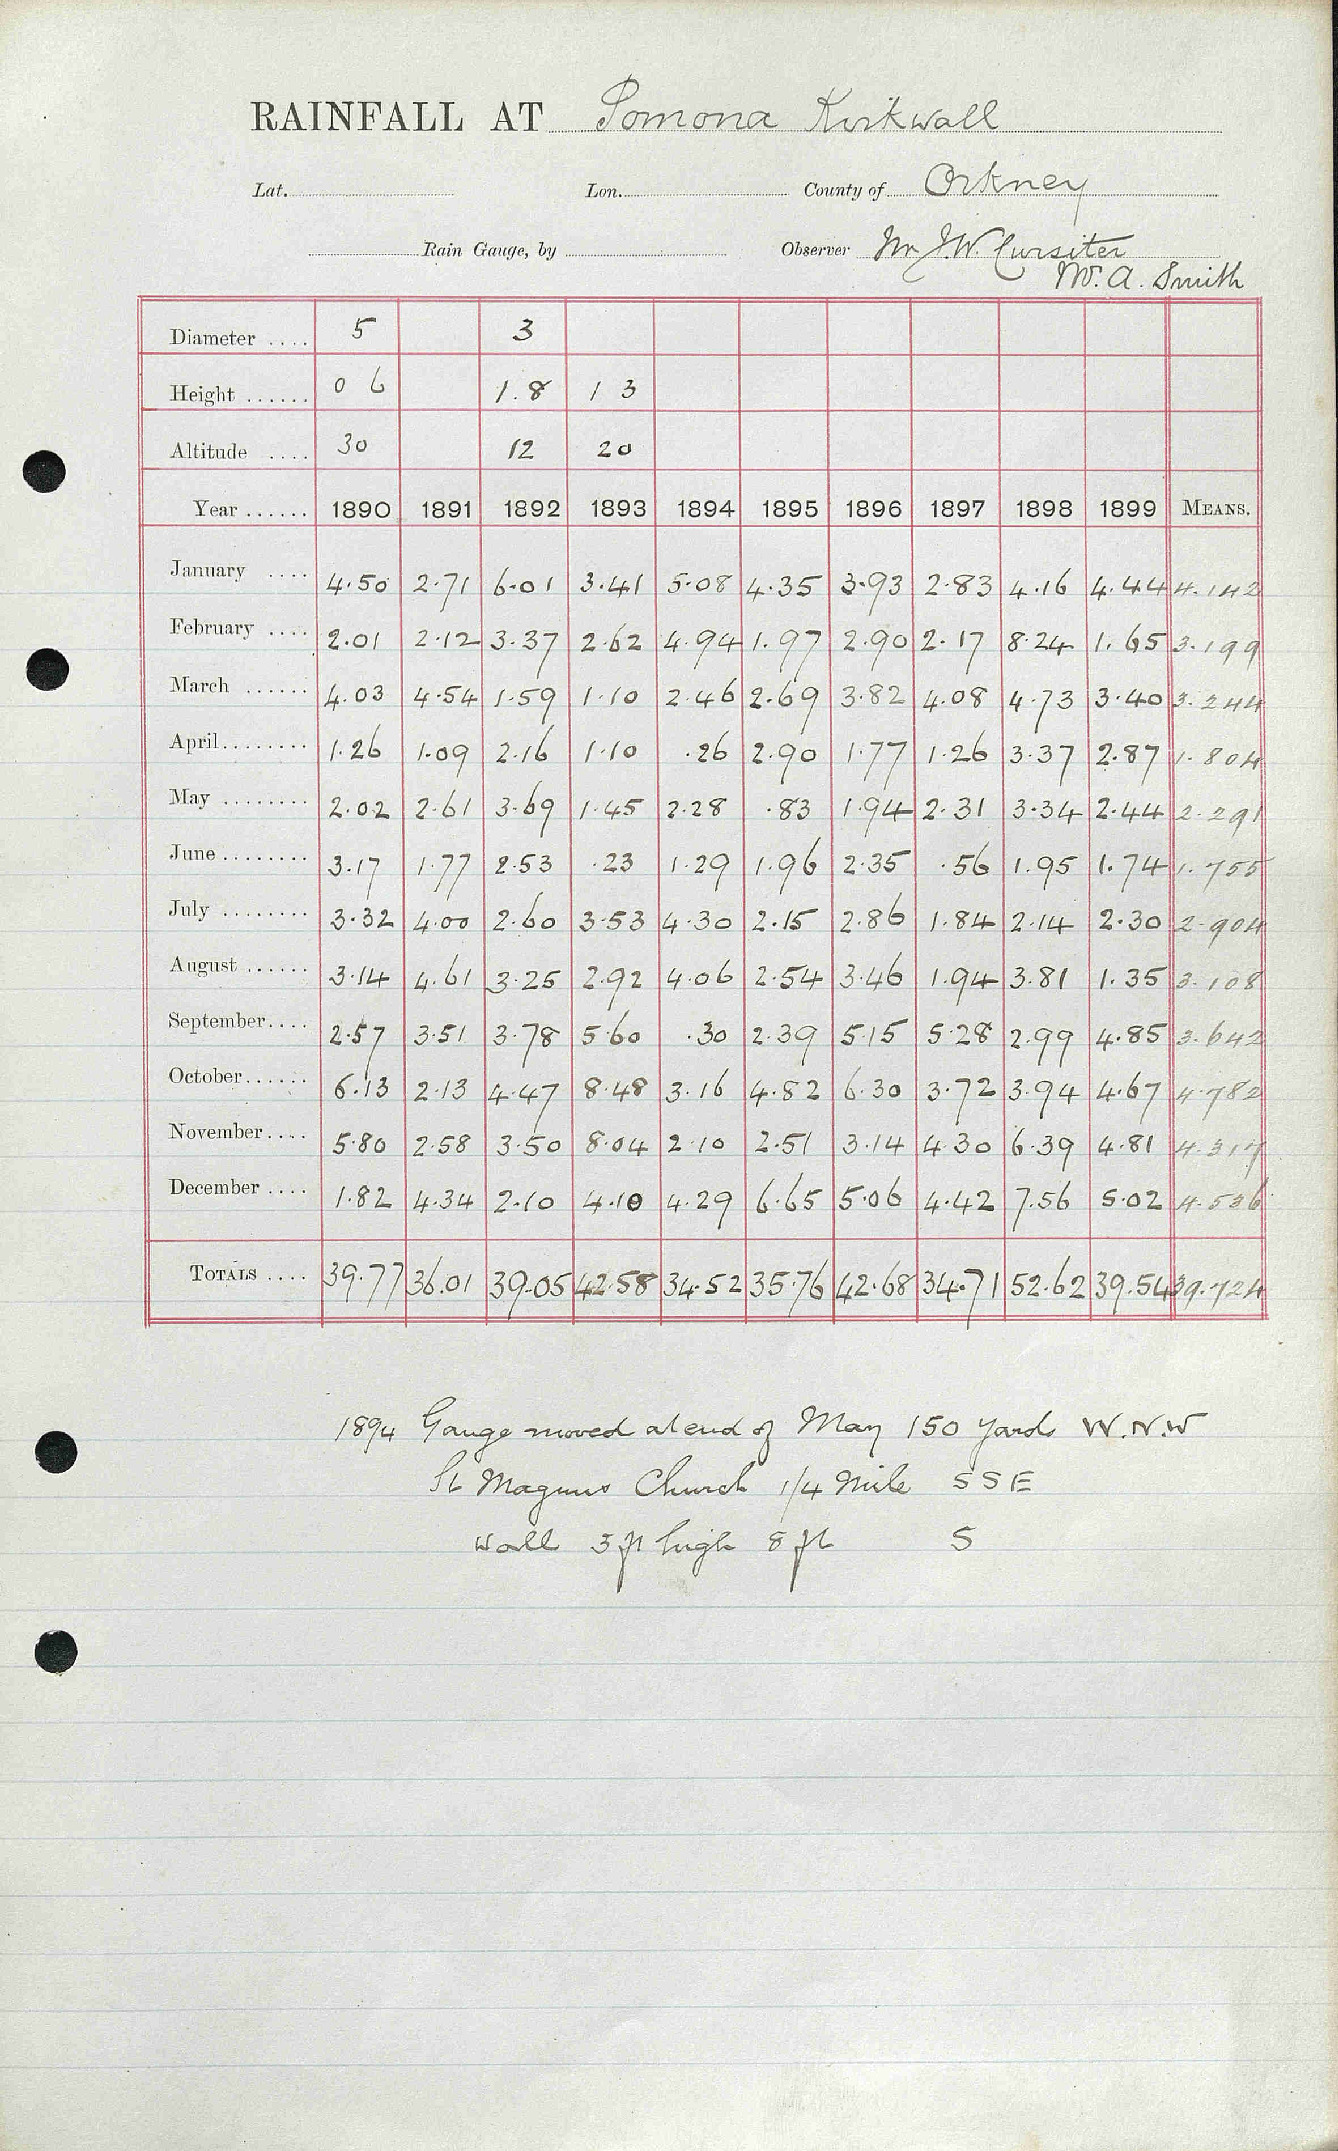 RAINFALL AT Pomona Kirkwall
Lat. Lon. County of Orkney
Rain Gauge, by Observer Mr J.W. Cursiter
Mr. A. Smith
Diameter .... 5 3
Height ...... 0 6 1.8 1 3
Altitude .... 30 12 20
Year ...... 1890 1891 1892 1893 1894 1895 1896 1897 1898 1899 MEANS.
January .... 4.50 2.71 6.01 3.41 5.08 4.35 3.93 2.83 4.16 4.44 4.142
February .... 2.01 2.12 3.37 2.62 4.94 1.97 2.90 2.17 8.24 1.65 3.199
March ...... 4.03 4.54 1.59 1.10 2.46 2.69 3.82 4.08 4.73 3.40 3.244
April........ 1.26 1.09 2.16 1.10 .26 2.90 1.77 1.26 3.37 2.87 1.804
May ........ 2.02 2.61 3.69 1.45 2.28 .83 1.94 2.31 3.34 2.44 2.291
June ........ 3.17 1.77 2.53 .23 1.29 1.96 2.35 .56 1.95 1.74 1.755
July ........ 3.32 4.00 2.60 3.53 4.30 2.15 2.86 1.84 2.14 2.30 2.904
August ...... 3.14 4.61 3.25 2.92 4.06 2.54 3.46 1.94 3.81 1.35 3.108
September.... 2.57 3.51 3.78 5.60 .30 2.39 5.15 5.28 2.99 4.85 3.642
October...... 6.13 2.13 4.47 8.48 3.16 4.82 6.30 3.72 3.94 4.67 4.782
November.... 5.80 2.58 3.50 8.04 2.10 2.51 3.14 4.30 6.39 4.81 4.317
December .... 1.82 4.34 2.10 4.10 4.29 6.65 5.06 4.42 7.56 5.02 4.536
TOTALS .... 39.77 36.01 39.05 42.58 34.52 35.76 42.68 34.71 52.62 39.54 39.724
1894 Gauge moved at end of May 150 yards W.N.W
St Magnus Church 1/4 Mile SSE
Wall 5 ft high 8 ft S